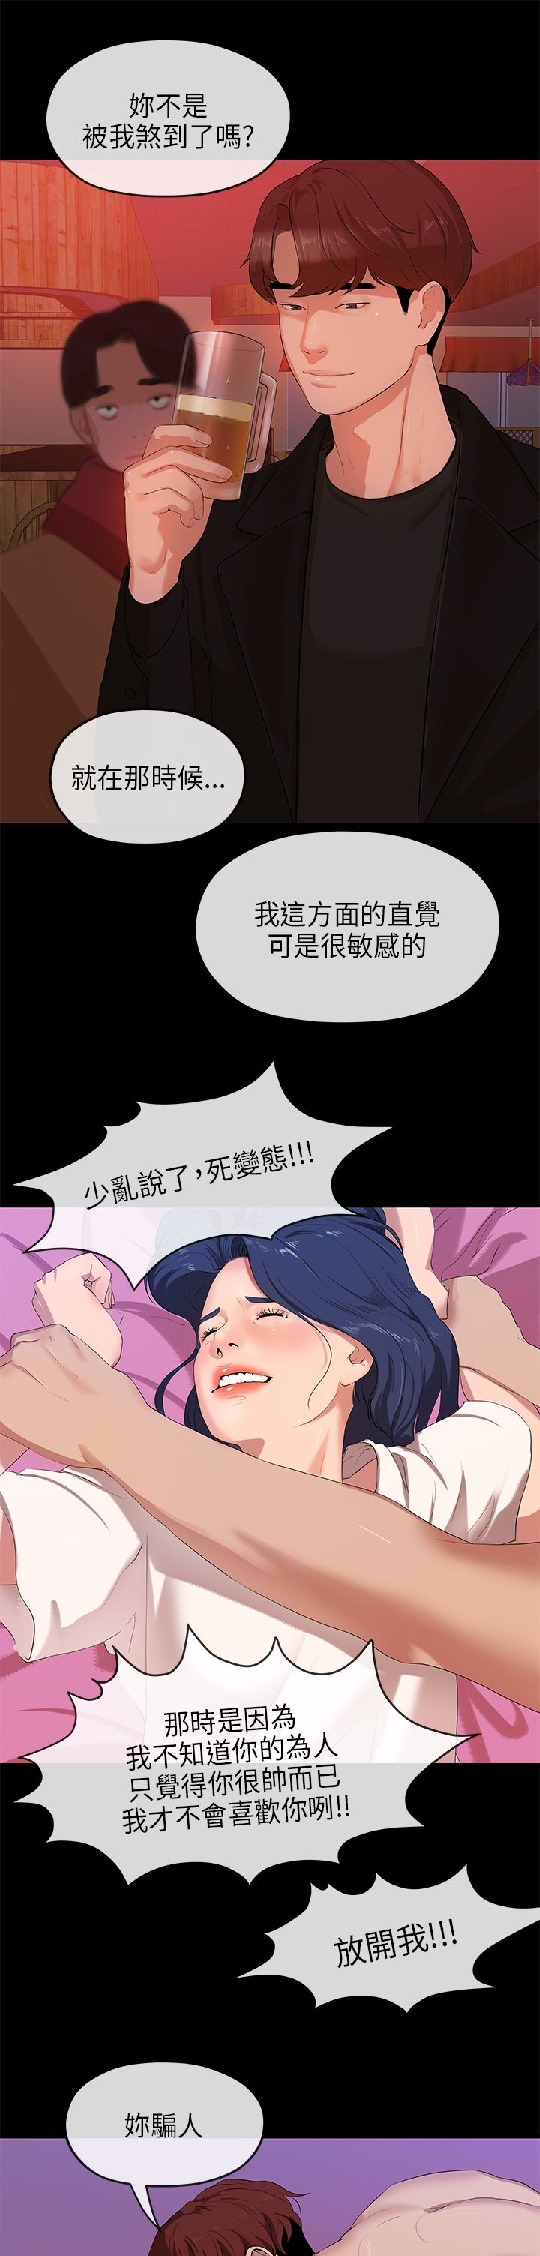 妳不是
被我煞到了嗎?
就在那時候...
我這方面的直覺
可是很敏感的
少亂說了,死變態!!!
那時是因為
我不知道你的為人
只覺得你很帥而已
我才不會喜歡你咧!!
放開我!!!
妳騙人